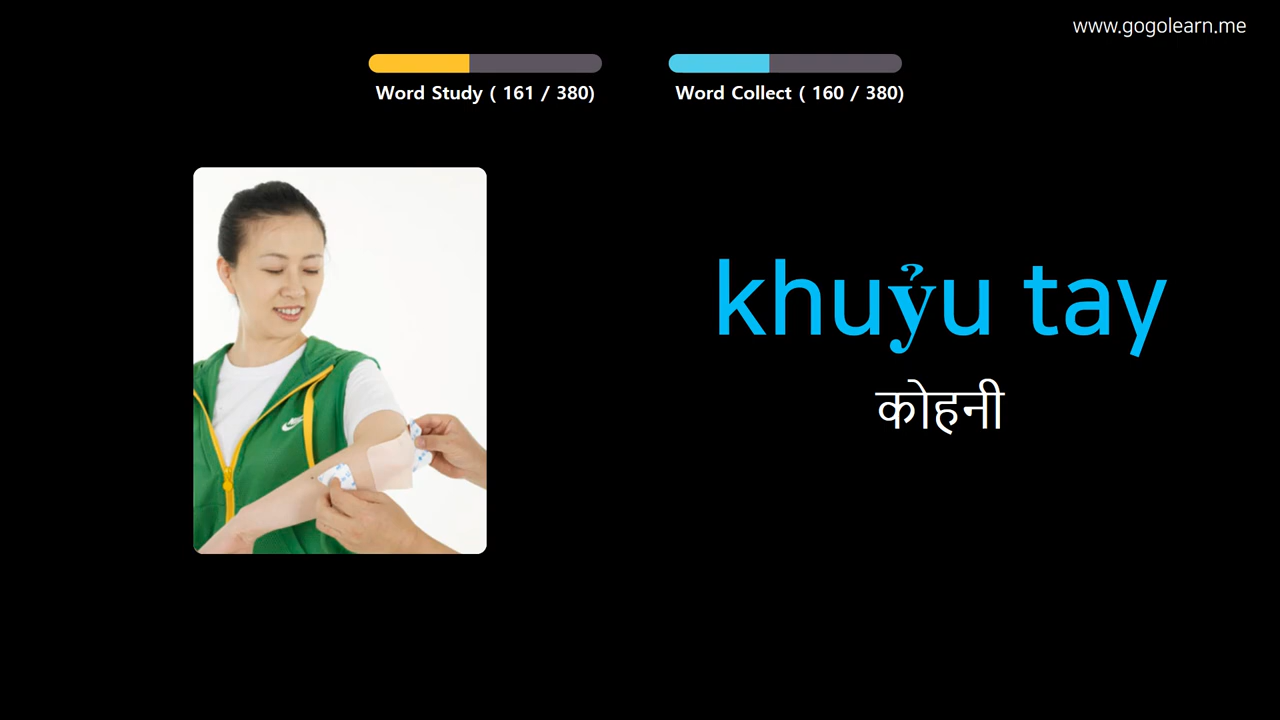 www.gogolearn.me
Word Study ( 161 / 380)
Word Collect ( 160 / 380)
khuỷu tay
कोहनी